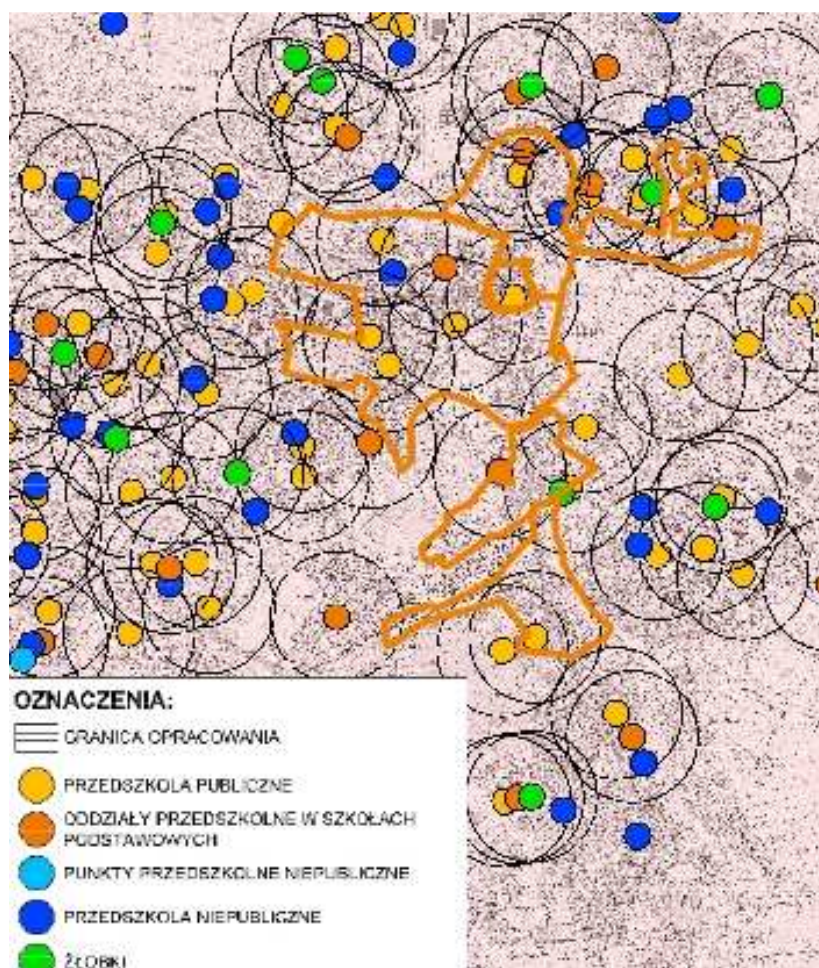 OZNACZENIA:
GRANICA OPRACOWANIA
PRZEDSZKOLA PUBLICZNE
ODDZIAŁY PRZEDSZKOLNE W SZKOŁACH
PODSTAWOWYCH
PUNKTY PRZEDSZKOLNE NIEPUBLICZNE
PRZEDSZKOLA NIEPUBLICZNE
ŻŁOBKI